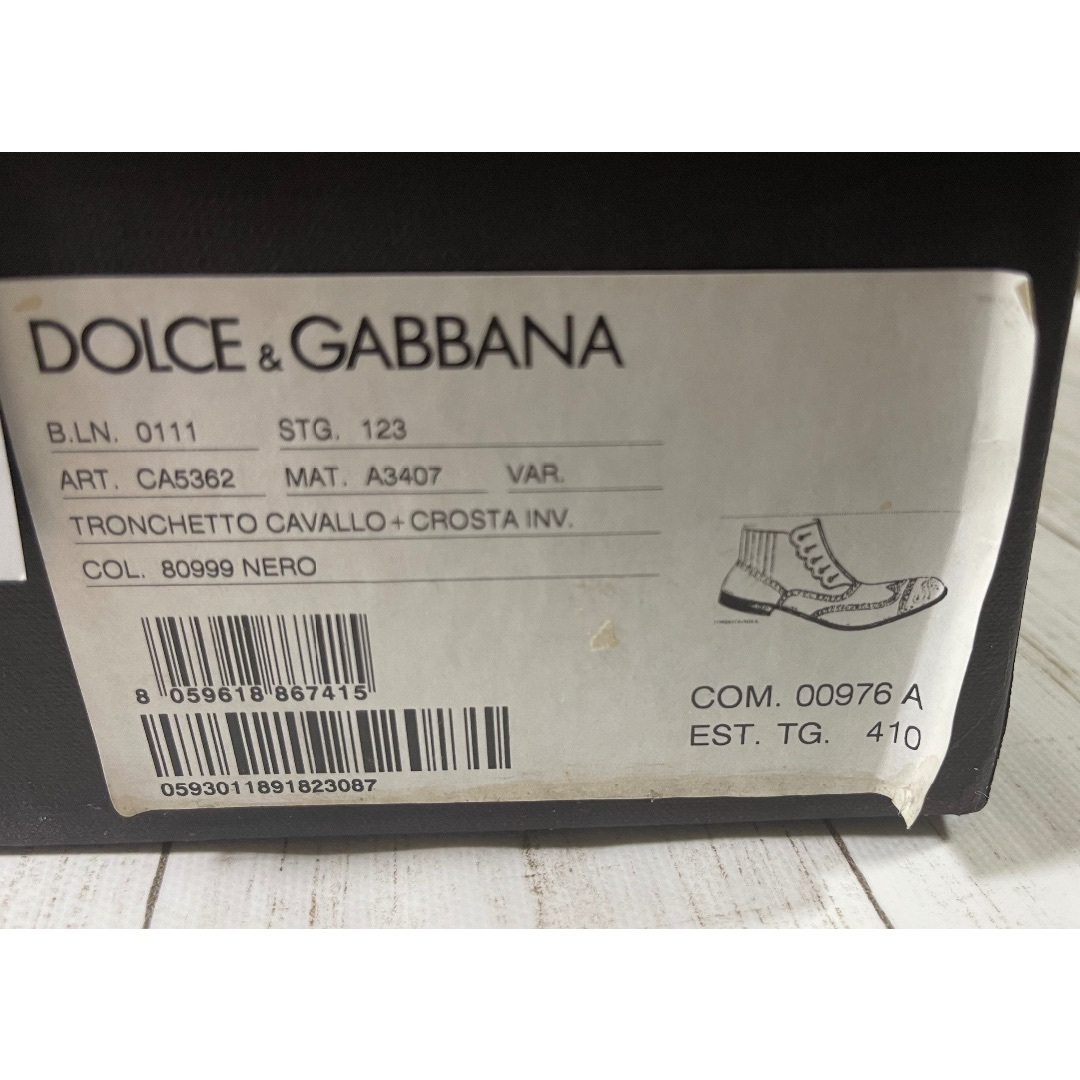 DOLCE & GABBANA
B.LN. 0111 STG. 123
ART. CA5362 MAT. A3407 VAR.
TRONCHETTO CAVALLO + CROSTA INV.
COL. 80999 NERO
8 059618 867415
0593011891823087
COM. 00976 A
EST. TG. 410